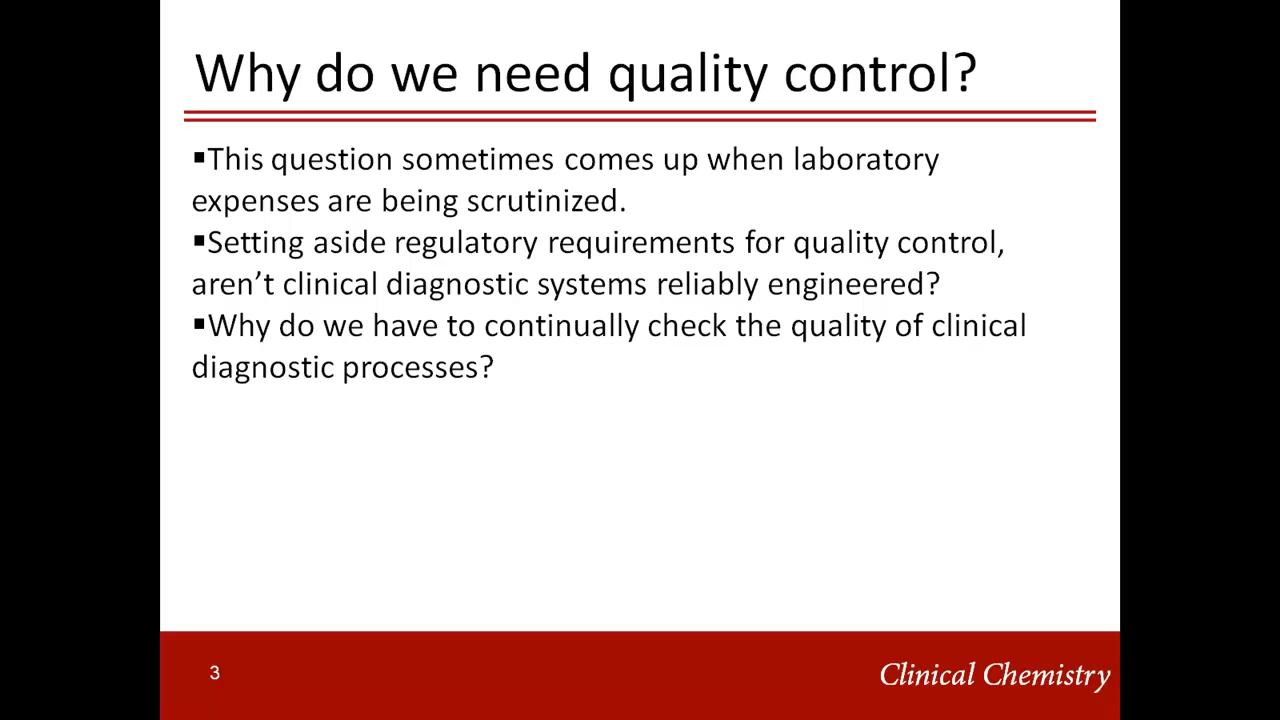 Why do we need quality control?
▪This question sometimes comes up when laboratory
expenses are being scrutinized.
▪Setting aside regulatory requirements for quality control,
aren’t clinical diagnostic systems reliably engineered?
▪Why do we have to continually check the quality of clinical
diagnostic processes?
3
Clinical Chemistry